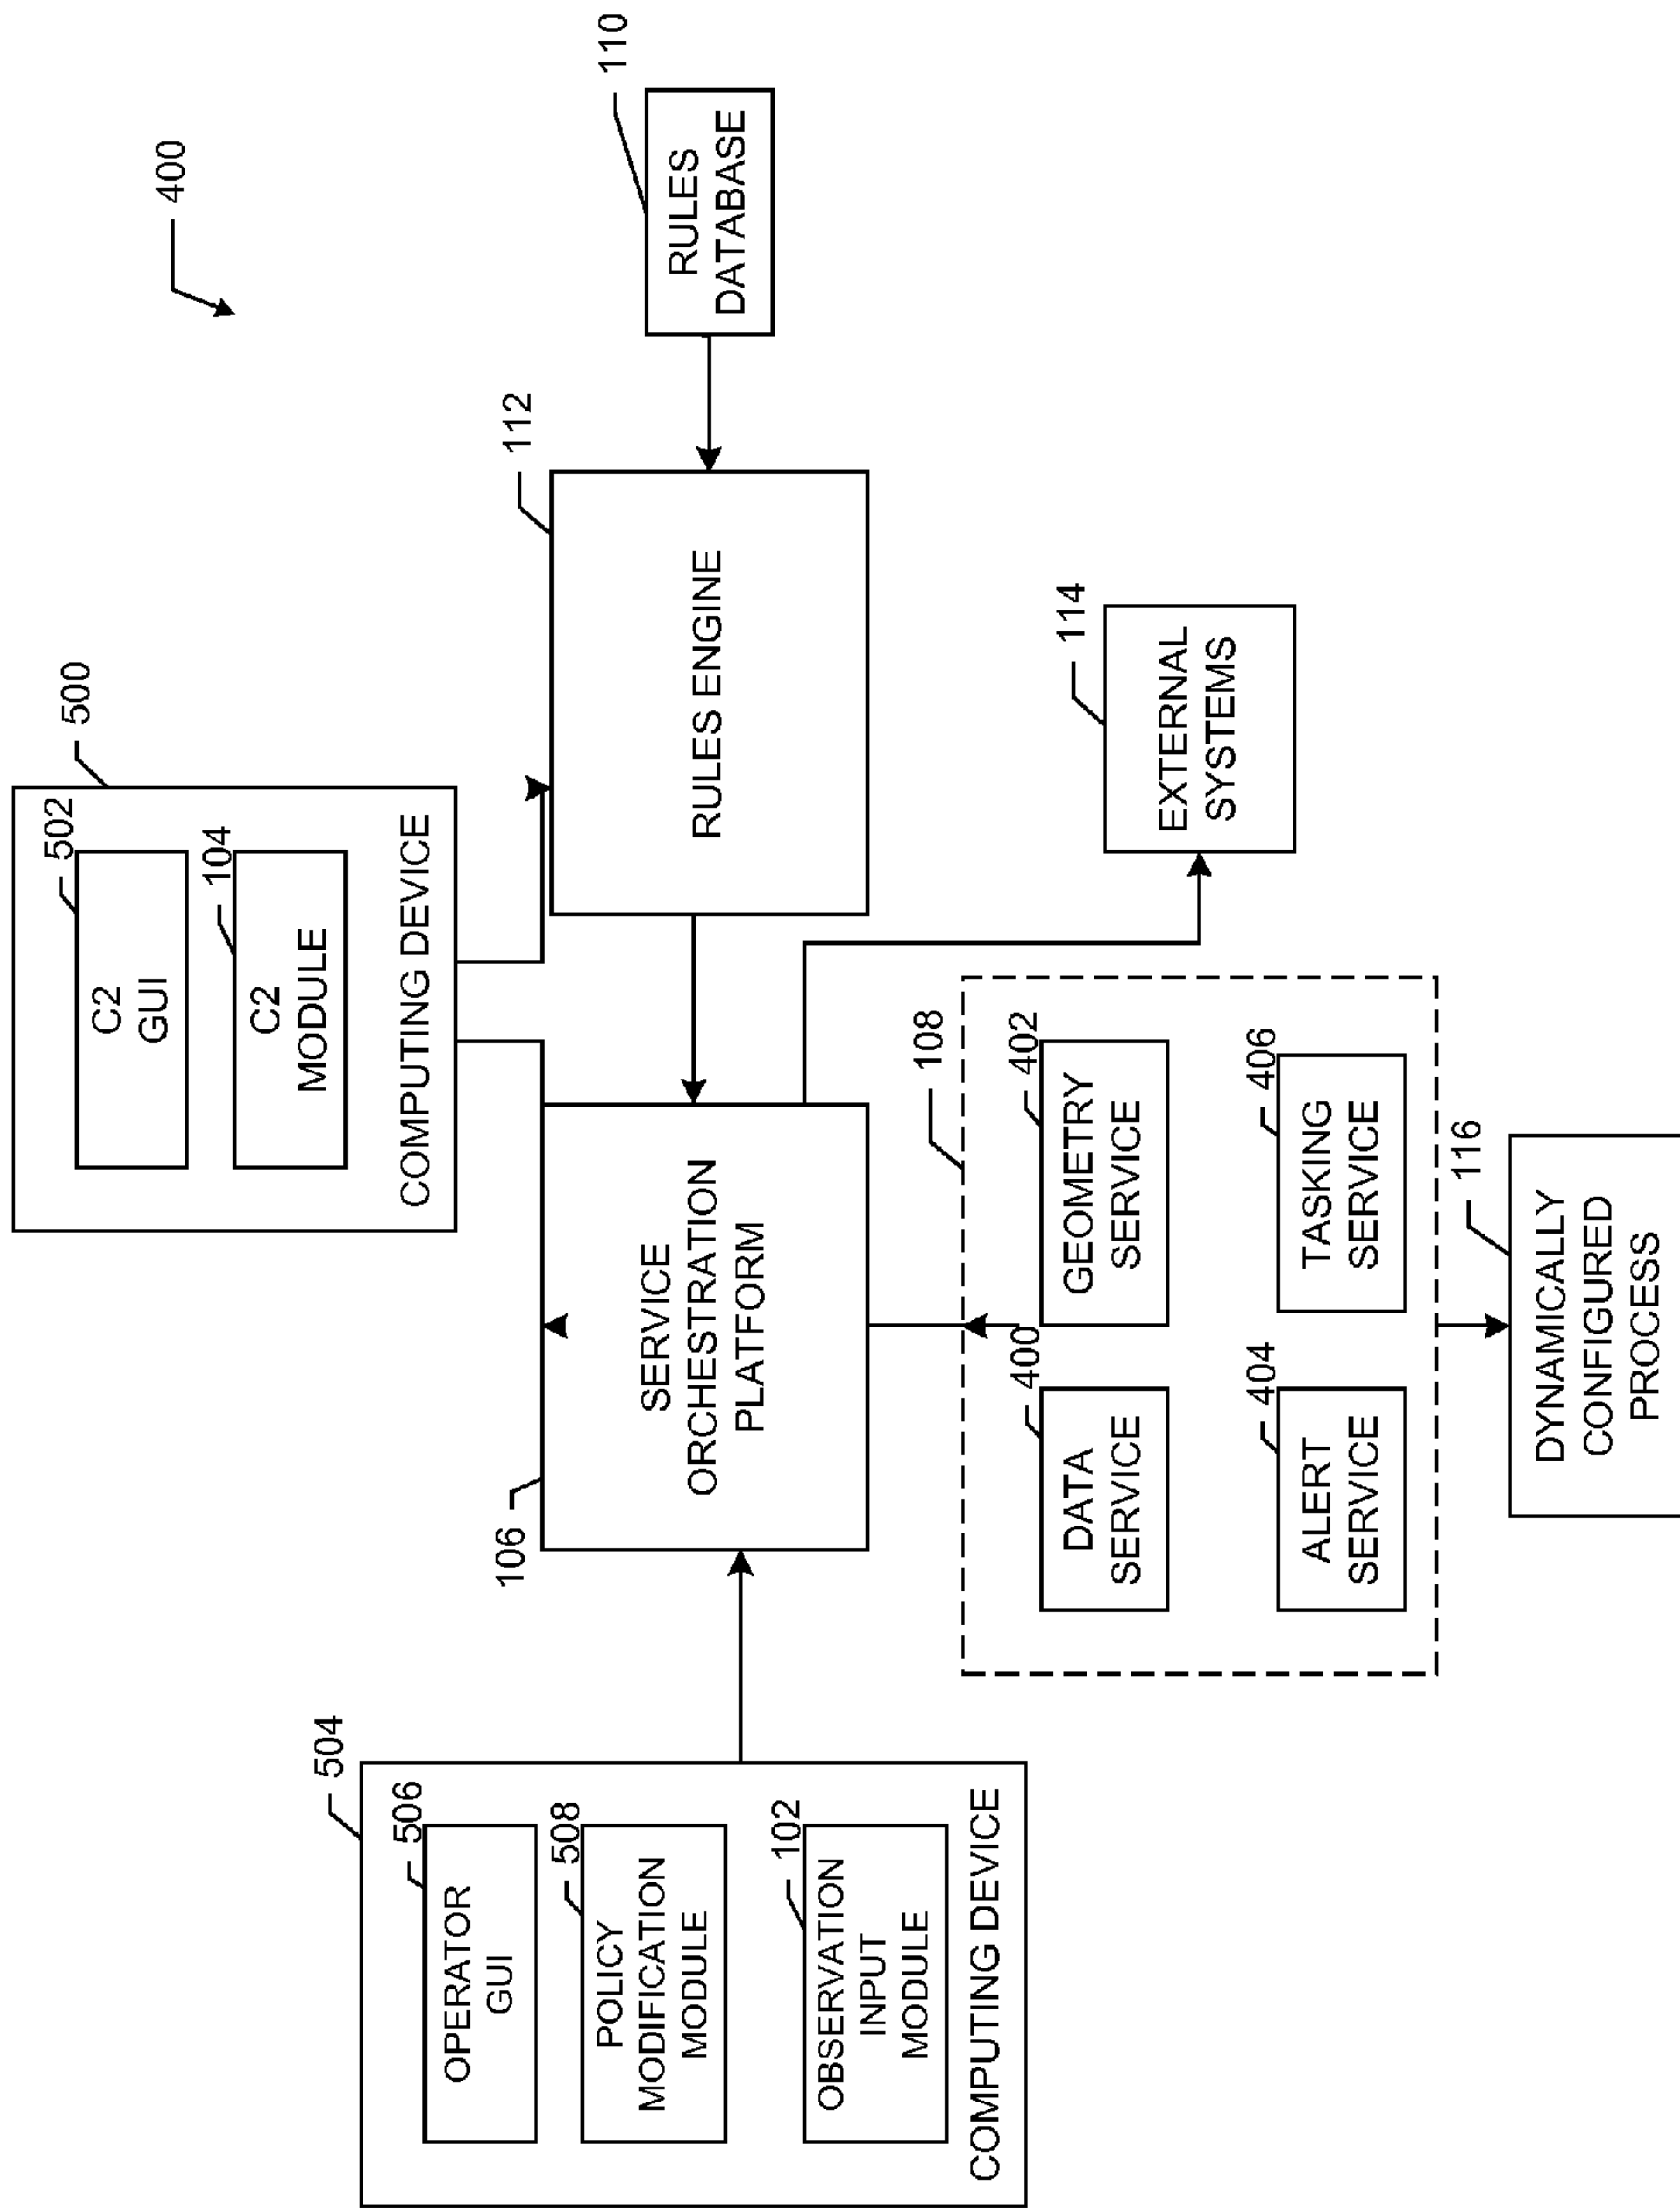 400
500
502
C2
GUI
104
C2
MODULE
COMPUTING DEVICE
504
506
OPERATOR
GUI
508
POLICY
MODIFICATION
MODULE
102
OBSERVATION
INPUT
MODULE
COMPUTING DEVICE
106
SERVICE
ORCHESTRATION
PLATFORM
112
RULES ENGINE
110
RULES
DATABASE
108
400
DATA
SERVICE
402
GEOMETRY
SERVICE
404
ALERT
SERVICE
406
TASKING
SERVICE
114
EXTERNAL
SYSTEMS
116
DYNAMICALLY
CONFIGURED
PROCESS